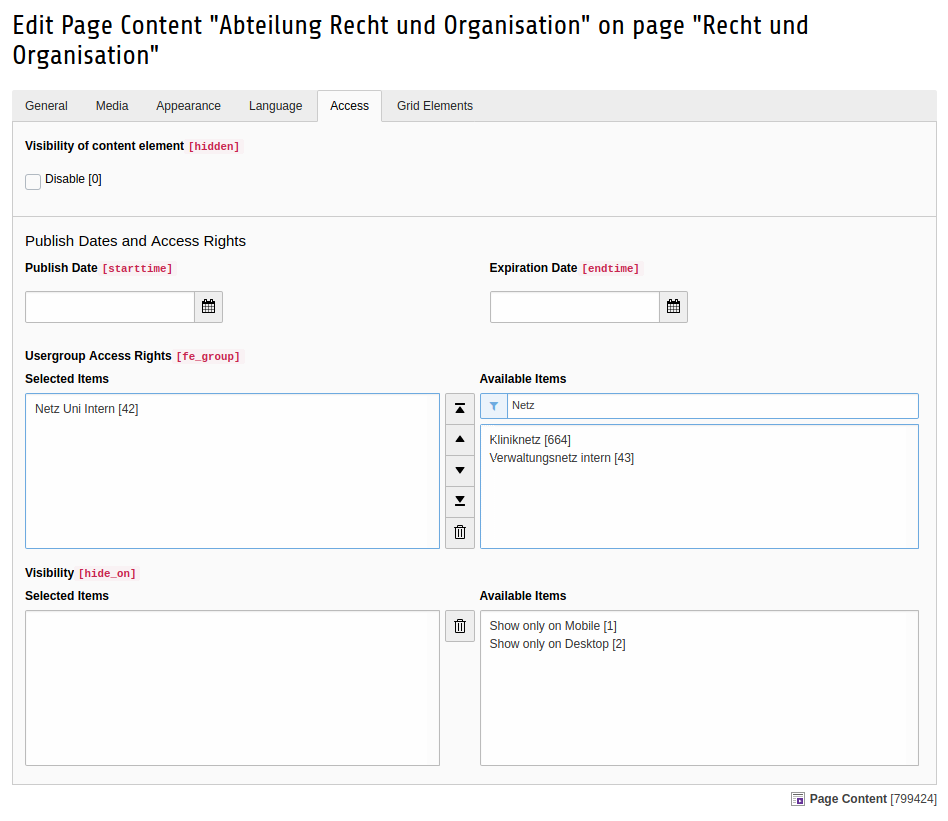 Edit Page Content "Abteilung Recht und Organisation" on page "Recht und
Organisation"
General Media Appearance Language Access Grid Elements
Visibility of content element [hidden]
Disable [0]
Publish Dates and Access Rights
Publish Date [starttime] Expiration Date [endtime]
Usergroup Access Rights [fe_group]
Selected Items Available Items
Netz Uni Intern [42] Netz
Kliniknetz [664]
Verwaltungsnetz intern [43]
Visibility [hide_on]
Selected Items Available Items
Show only on Mobile [1]
Show only on Desktop [2]
Page Content [799424]